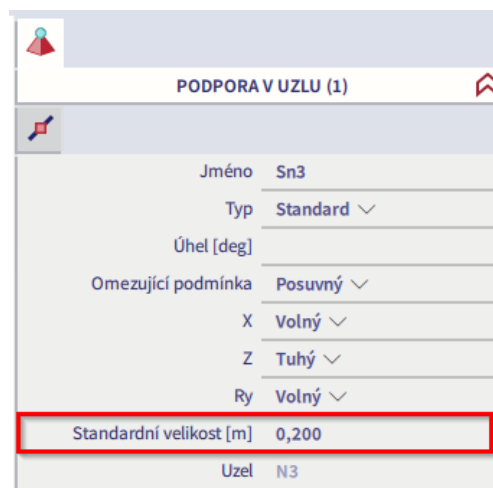 PODPORA V UZLU (1)
Jméno Sn3
Typ Standard
Úhel [deg]
Omezující podmínka Posuvný
X Volný
Z Tuhý
Ry Volný
Standardní velikost [m] 0,200
Uzel N3